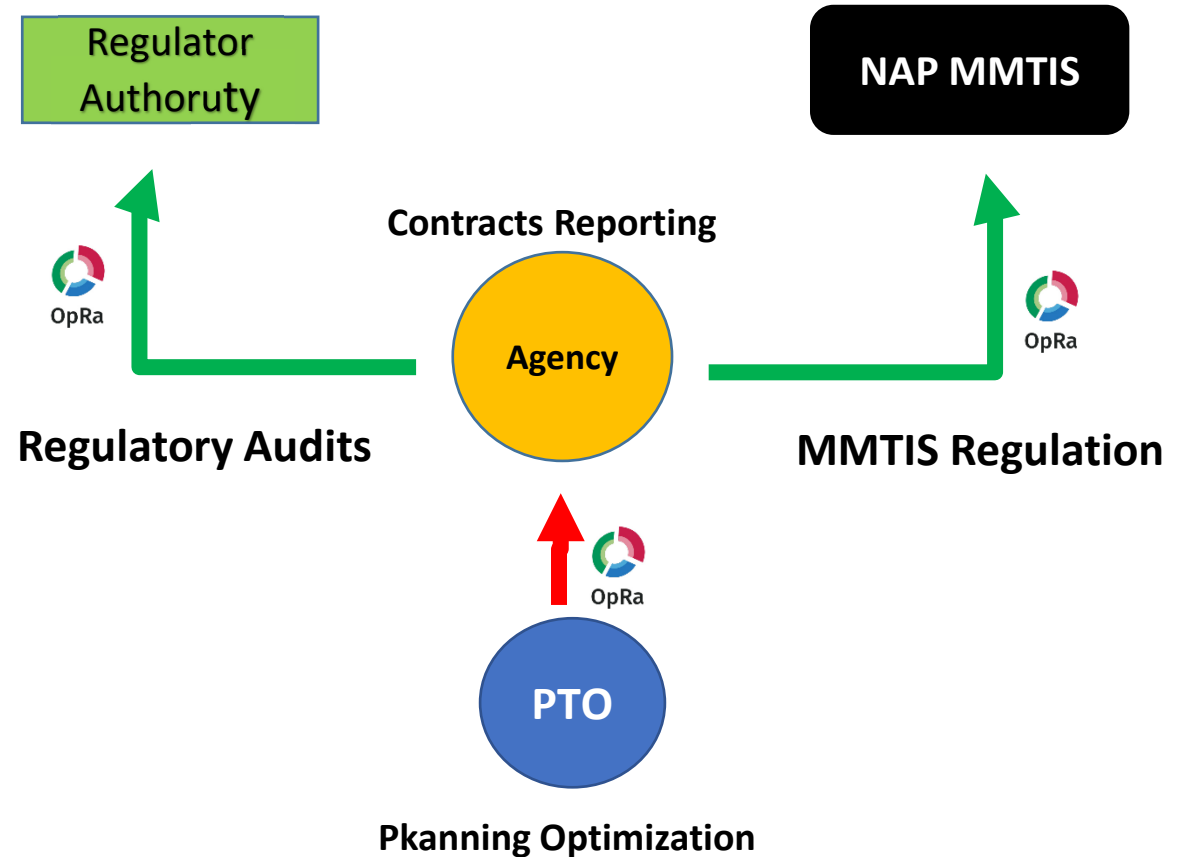 Regulator
Authoruty
NAP MMTIS
Contracts Reporting
OpRa
OpRa
Agency
Regulatory Audits
MMTIS Regulation
OpRa
PTO
Pkanning Optimization